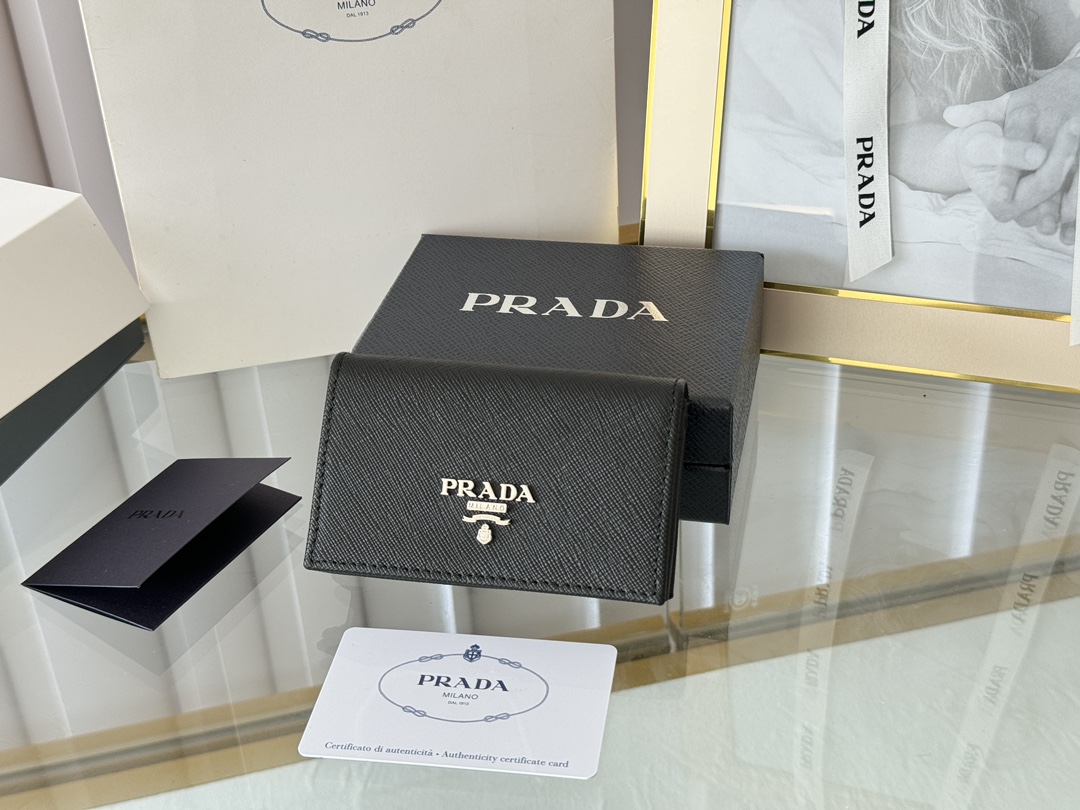 MILANO
DAL 1913
PRADA
PRADA
PRADA
PRADA
MILANO
PRADA
PRADA
MILANO
DAL 1913
Certificato di autenticità • Authenticity certificate card